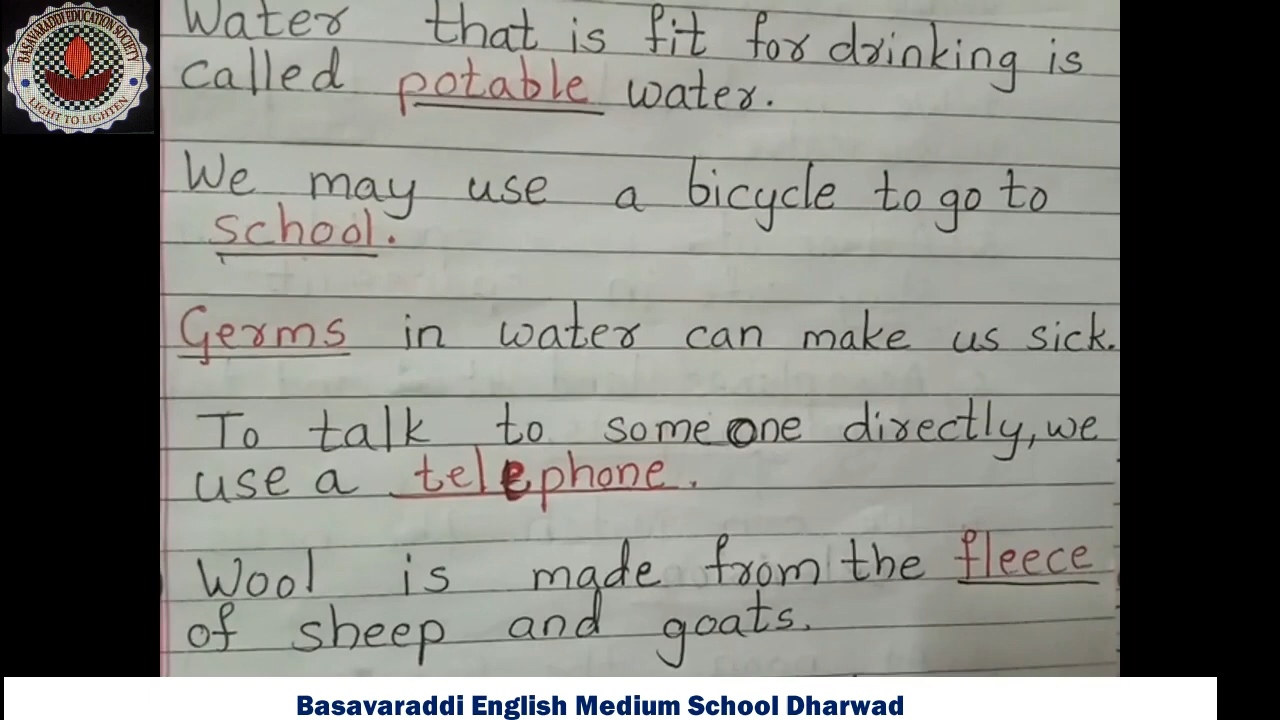 BASAVARADDI EDUCATION SOCIETY
LIGHT TO LIGHTEN
Water that is fit for drinking is
called potable water.
We may use a bicycle to go to
school.
Germs in water can make us sick.
To talk to someone directly, we
use a telephone.
Wool is made from the fleece
of sheep and goats.
Basavaraddi English Medium School Dharwad